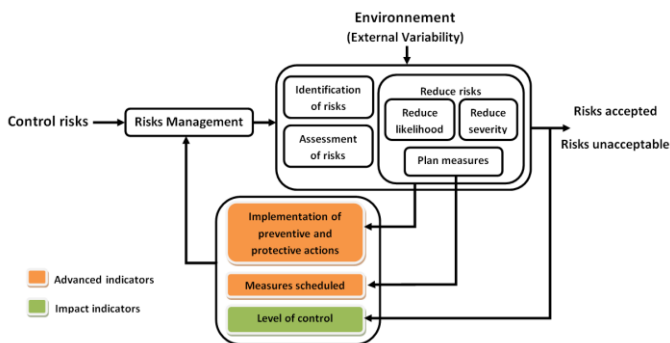 Environnement
(External Variability)
Identification
of risks
Reduce risks
Reduce
likelihood
Reduce
severity
Control risks
Risks Management
Assessment
of risks
Plan measures
Risks accepted
Risks unacceptable
Implementation of
preventive and
protective actions
Measures scheduled
Level of control
Advanced indicators
Impact indicators